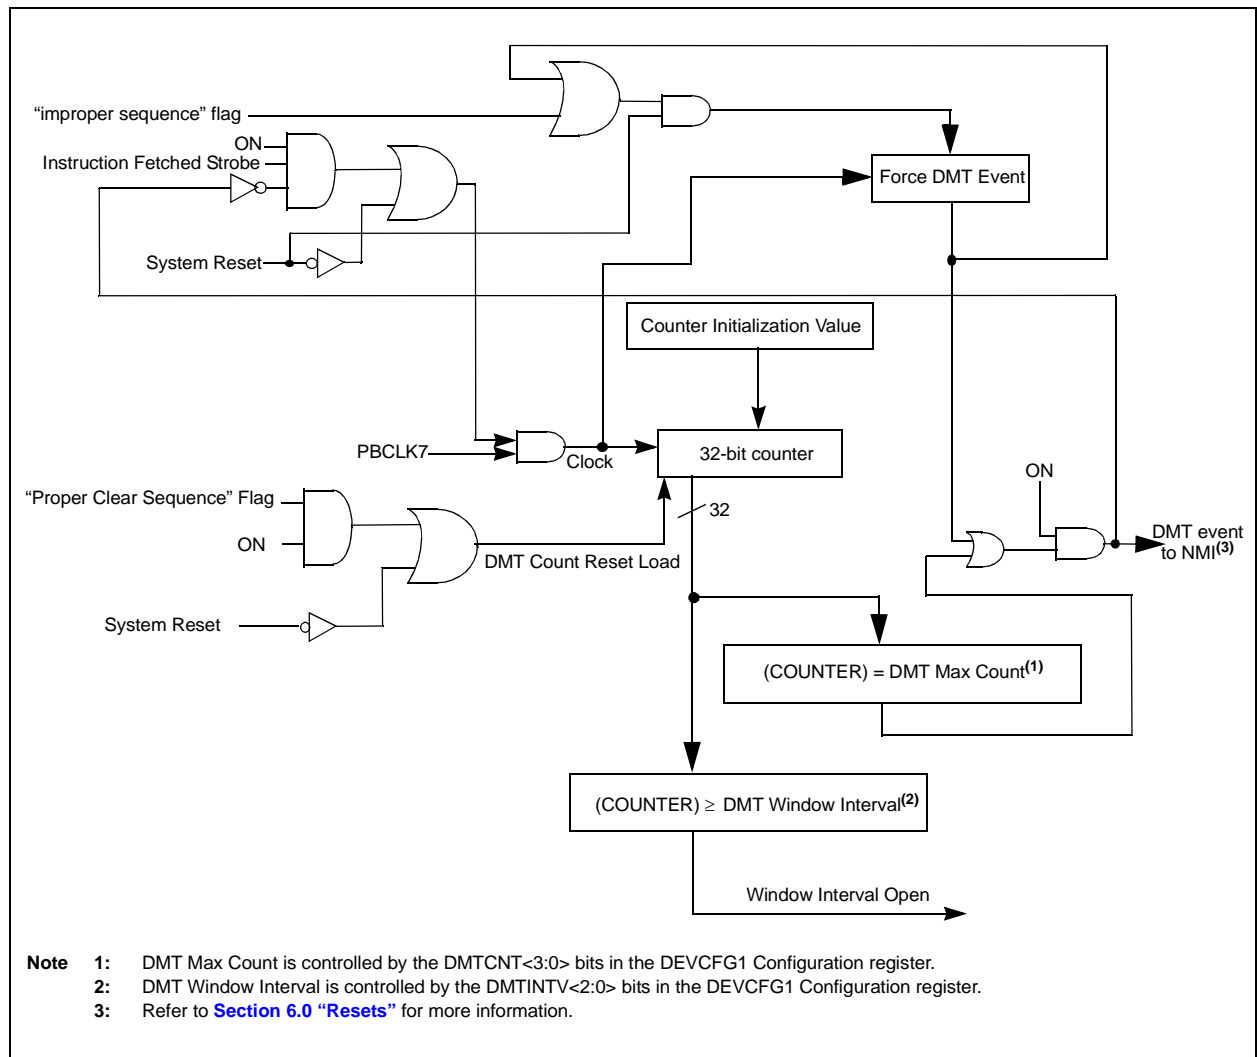 “improper sequence” flag
ON
Instruction Fetched Strobe
Force DMT Event
System Reset
Counter Initialization Value
PBCLK7
Clock
32-bit counter
“Proper Clear Sequence” Flag
32
ON
ON
DMT Count Reset Load
DMT event
to NMI(3)
System Reset
(COUNTER) = DMT Max Count(1)
(COUNTER) ≥ DMT Window Interval(2)
Window Interval Open
Note 1: DMT Max Count is controlled by the DMTCNT<3:0> bits in the DEVCFG1 Configuration register.
2: DMT Window Interval is controlled by the DMTINTV<2:0> bits in the DEVCFG1 Configuration register.
3: Refer to Section 6.0 “Resets” for more information.